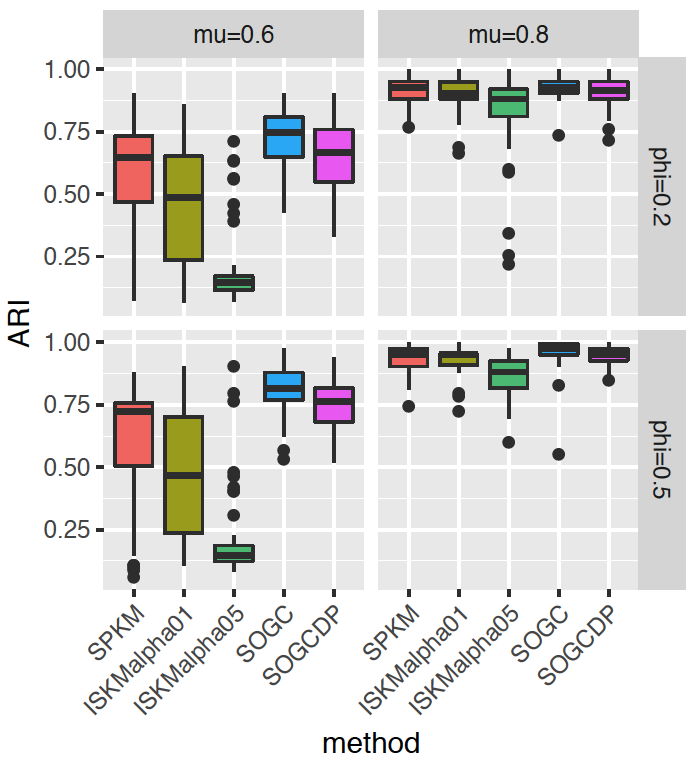 mu=0.6
mu=0.8
ARI
1.00
0.75
0.50
0.25
phi=0.2
1.00
0.75
0.50
0.25
phi=0.5
SPKM
ISKMalpha01
ISKMalpha05
SOGC
SOGCDP
SPKM
ISKMalpha01
ISKMalpha05
SOGC
SOGCDP
method